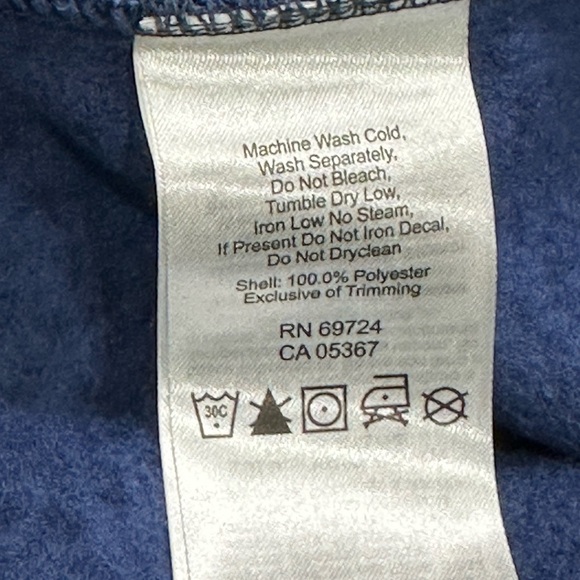 Machine Wash Cold,
Wash Separately,
Do Not Bleach,
Tumble Dry Low,
Iron Low No Steam,
If Present Do Not Iron Decal,
Do Not Dryclean
Shell: 100.0% Polyester
Exclusive of Trimming
RN 69724
CA 05367
30C